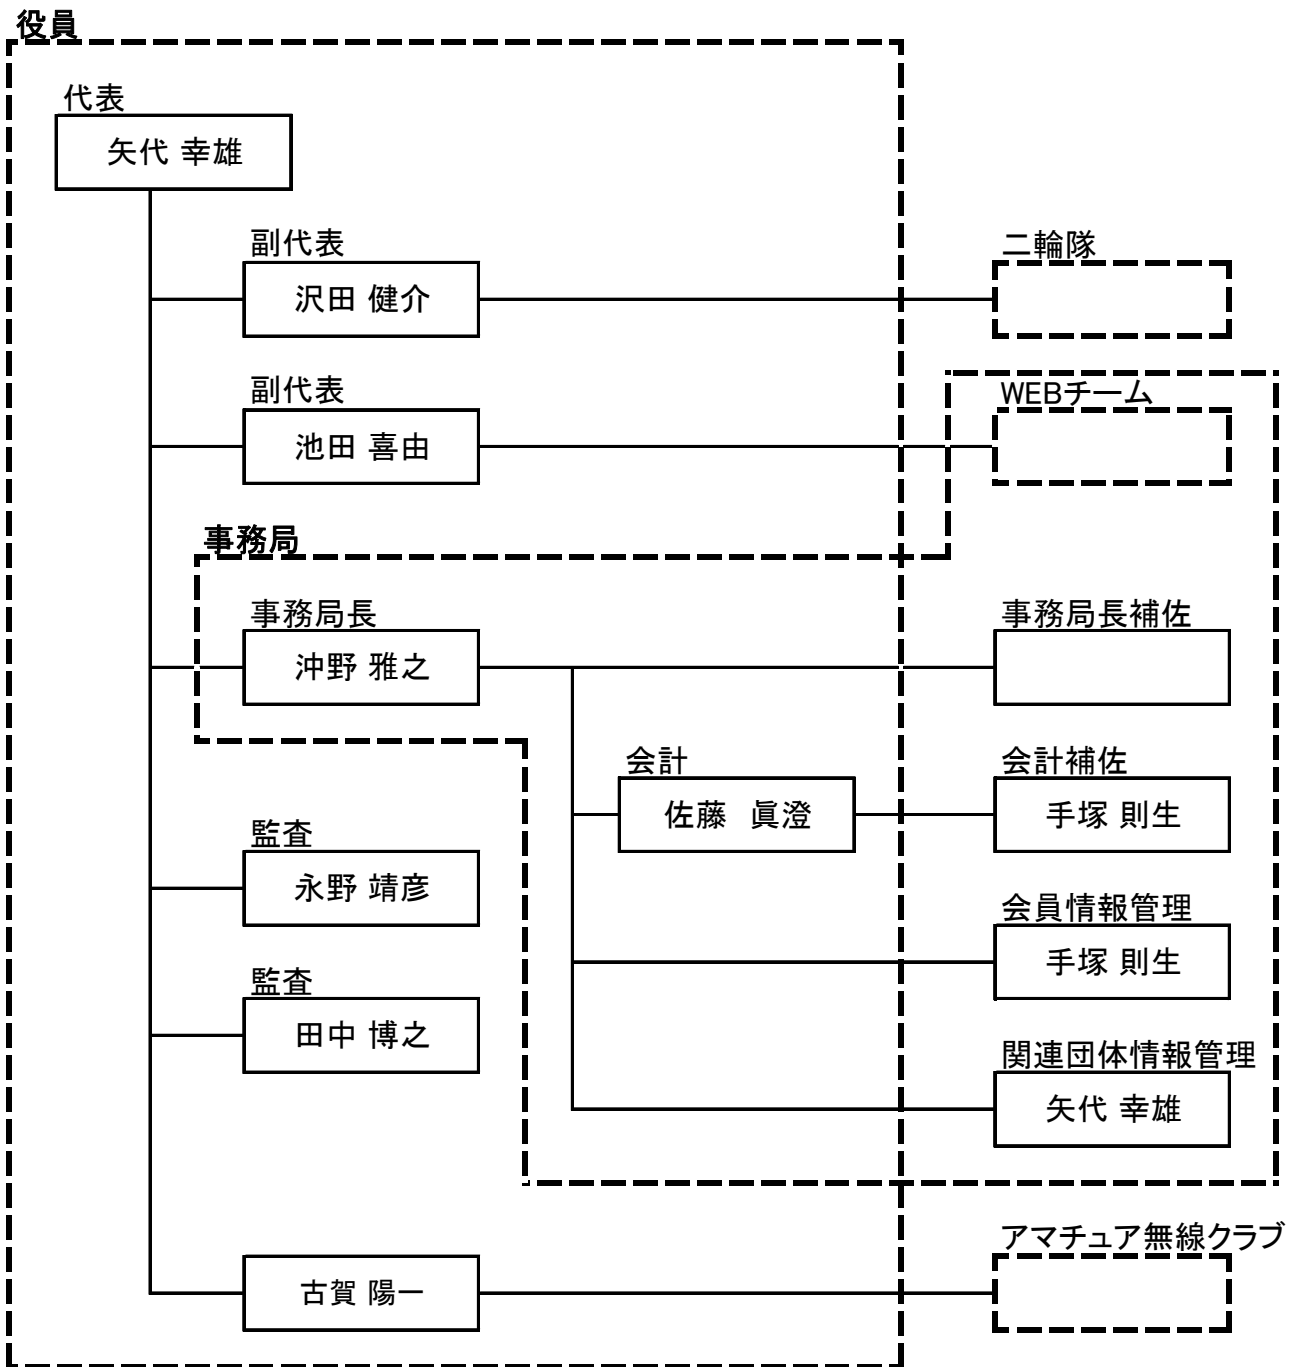 役員
代表
矢代 幸雄
副代表
沢田 健介
二輪隊
副代表
池田 喜由
WEBチーム
事務局
事務局長
沖野 雅之
事務局長補佐
会計
佐藤　眞澄
会計補佐
手塚 則生
監査
永野 靖彦
会員情報管理
手塚 則生
監査
田中 博之
関連団体情報管理
矢代 幸雄
古賀 陽一
アマチュア無線クラブ